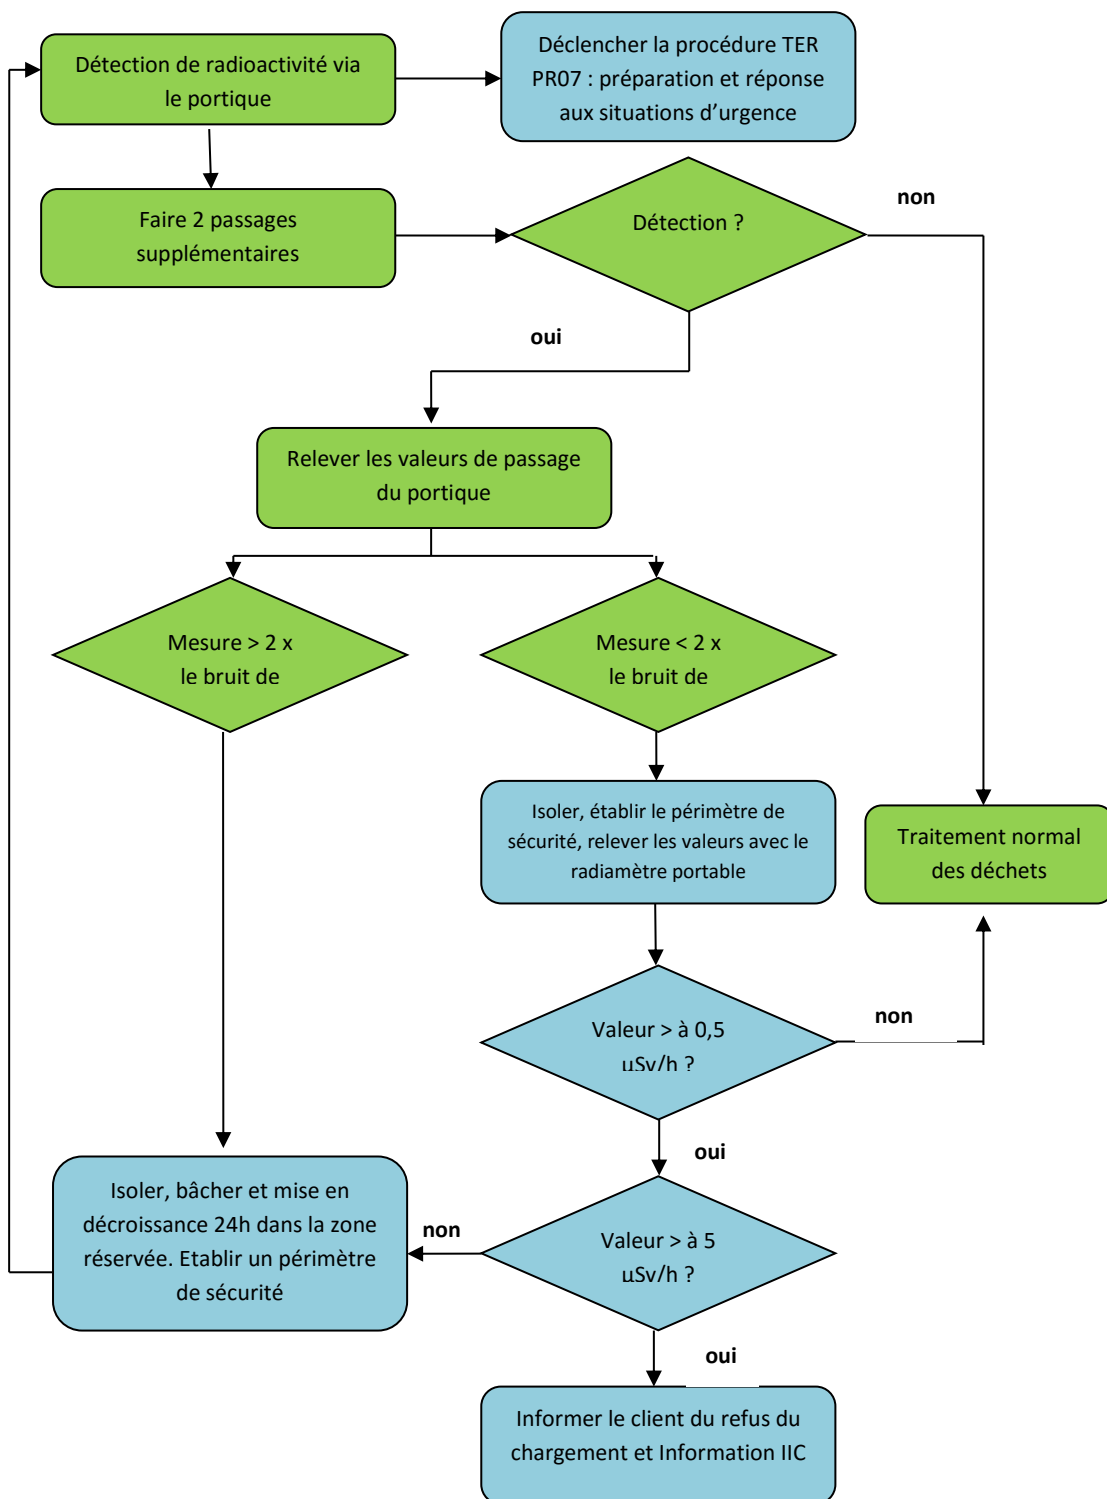 Détection de radioactivité via
le portique
Déclencher la procédure TER
PR07 : préparation et réponse
aux situations d’urgence
Faire 2 passages
supplémentaires
Détection ?
non
oui
Relever les valeurs de passage
du portique
Mesure > 2 x
le bruit de
Mesure < 2 x
le bruit de
Isoler, établir le périmètre de
sécurité, relever les valeurs avec le
radiamètre portable
Traitement normal
des déchets
Valeur > à 0,5
µSv/h ?
non
oui
Isoler, bâcher et mise en
décroissance 24h dans la zone
réservée. Etablir un périmètre
de sécurité
non
Valeur > à 5
µSv/h ?
oui
Informer le client du refus du
chargement et Information IIC